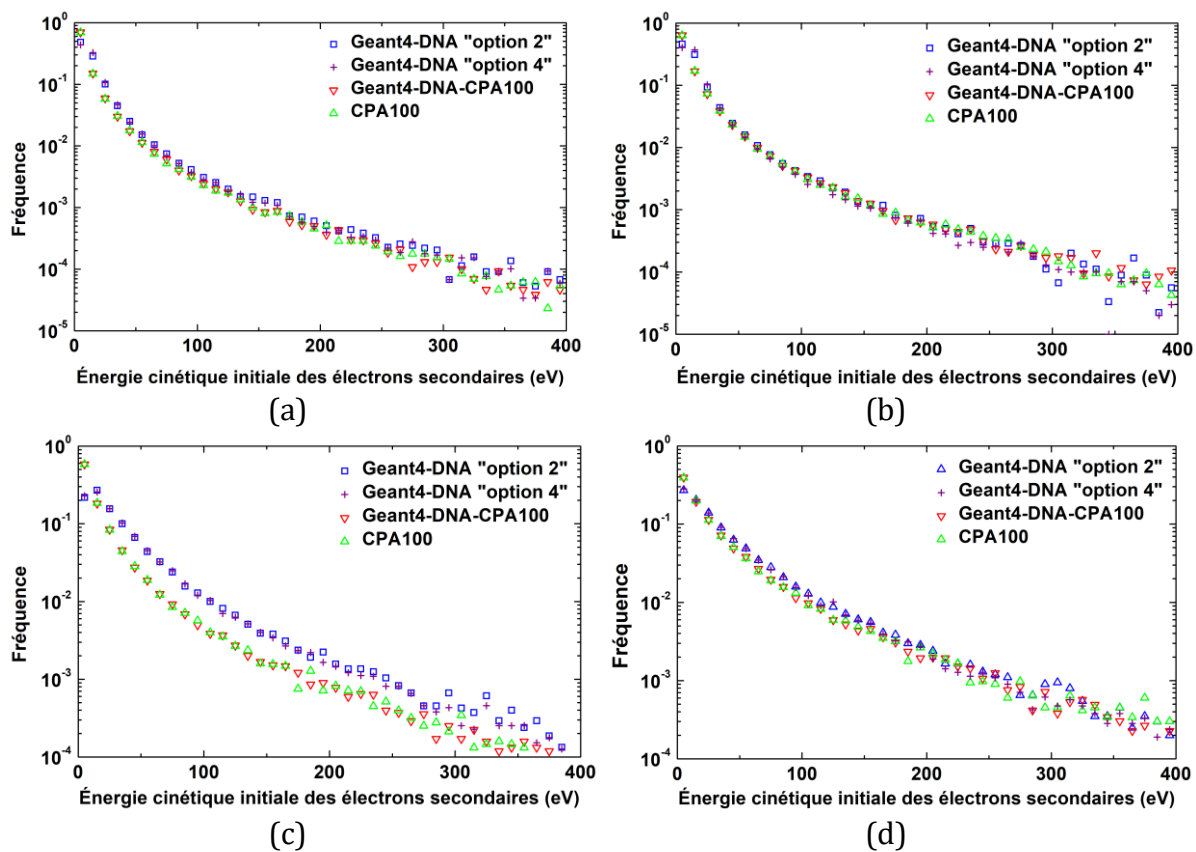 10⁰
10⁻¹
10⁻²
10⁻³
10⁻⁴
10⁻⁵
Fréquence
Geant4-DNA "option 2"
Geant4-DNA "option 4"
Geant4-DNA-CPA100
CPA100
0 100 200 300 400
Énergie cinétique initiale des électrons secondaires (eV)
(a)
10⁰
10⁻¹
10⁻²
10⁻³
10⁻⁴
10⁻⁵
Fréquence
Geant4-DNA "option 2"
Geant4-DNA "option 4"
Geant4-DNA-CPA100
CPA100
0 100 200 300 400
Énergie cinétique initiale des électrons secondaires (eV)
(b)
10⁰
10⁻¹
10⁻²
10⁻³
10⁻⁴
Fréquence
Geant4-DNA "option 2"
Geant4-DNA "option 4"
Geant4-DNA-CPA100
CPA100
0 100 200 300 400
Énergie cinétique initiale des électrons secondaires (eV)
(c)
10⁰
10⁻¹
10⁻²
10⁻³
10⁻⁴
Fréquence
Geant4-DNA "option 2"
Geant4-DNA "option 4"
Geant4-DNA-CPA100
CPA100
0 100 200 300 400
Énergie cinétique initiale des électrons secondaires (eV)
(d)